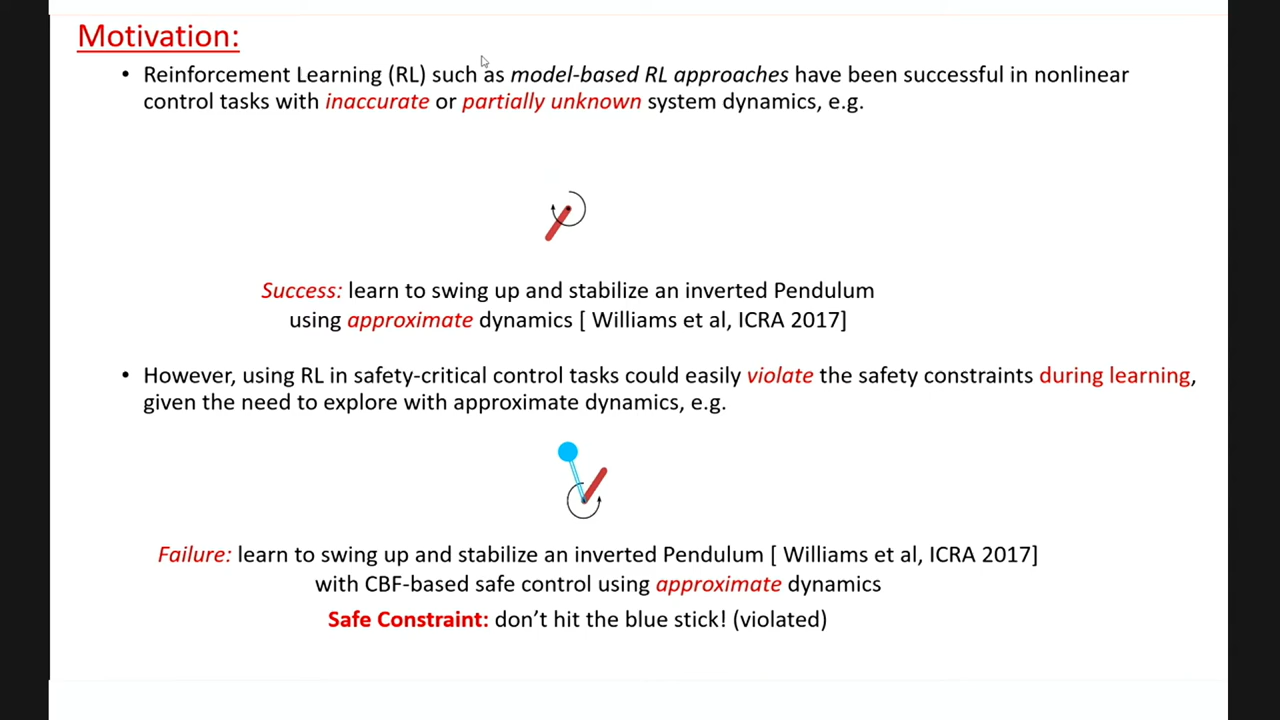 Motivation:
• Reinforcement Learning (RL) such as model-based RL approaches have been successful in nonlinear
control tasks with inaccurate or partially unknown system dynamics, e.g.
Success: learn to swing up and stabilize an inverted Pendulum
using approximate dynamics [ Williams et al, ICRA 2017]
• However, using RL in safety-critical control tasks could easily violate the safety constraints during learning,
given the need to explore with approximate dynamics, e.g.
Failure: learn to swing up and stabilize an inverted Pendulum [ Williams et al, ICRA 2017]
with CBF-based safe control using approximate dynamics
Safe Constraint: don’t hit the blue stick! (violated)